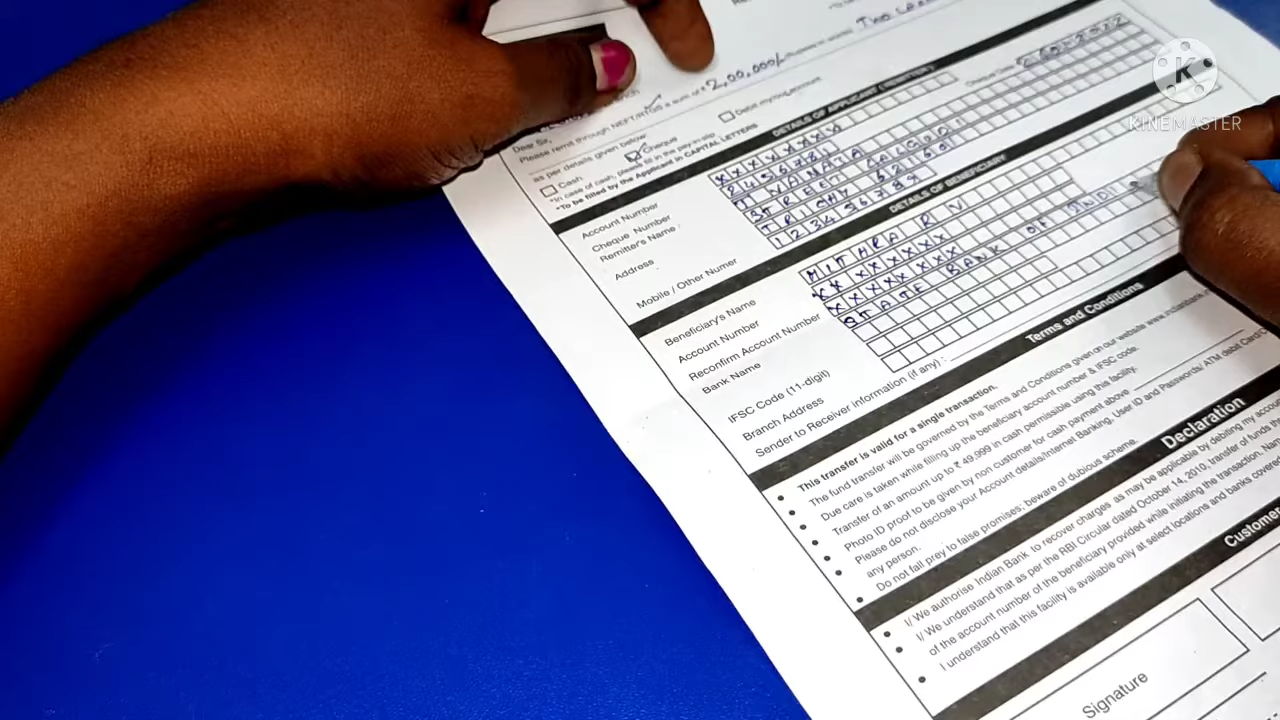 2,00,000/-
Dear Sir,
Please remit through NEFT/RTGS a sum of ₹
as per details given below
Cash Cheque Debit my/our account
*In case of cash, please fill in the pay-in-slip
*To be filled by the Applicant in CAPITAL LETTERS
DETAILS OF APPLICANT (REMITTER)
Account Number XXXXXXXX
Cheque Number
Remitter's Name
Address
TRICHY 621601
Mobile / Other Numer 123456789
DETAILS OF BENEFICIARY
Beneficiary's Name MITHRA R V
Account Number
Reconfirm Account Number
Bank Name STATE BANK OF INDI
IFSC Code (11-digit)
Branch Address
Sender to Receiver information (if any) :
Terms and Conditions
This transfer is valid for a single transaction.
The fund transfer will be governed by the Terms and Conditions given on our website
Due care is taken while filling up the beneficiary account number & IFSC code.
Transfer of an amount up to ₹ 49,999 in cash permissible using this facility.
Photo ID proof to be given by non customer for cash payment above
Please do not disclose your Account details/Internet Banking, User ID and Passwords/ ATM debit Card/
any person.
Do not fall prey to false promises; beware of dubious scheme.
Declaration
I/ We authorise Indian Bank to recover charges as may be applicable by debiting my
I/ We understand that as per the RBI Circular dated October 14, 2010, transfer of funds
of the account number of the beneficiary provided while initiating the transaction.
I understand that this facility is available only at select locations and banks
Customer
Signature
K
KINEMASTER